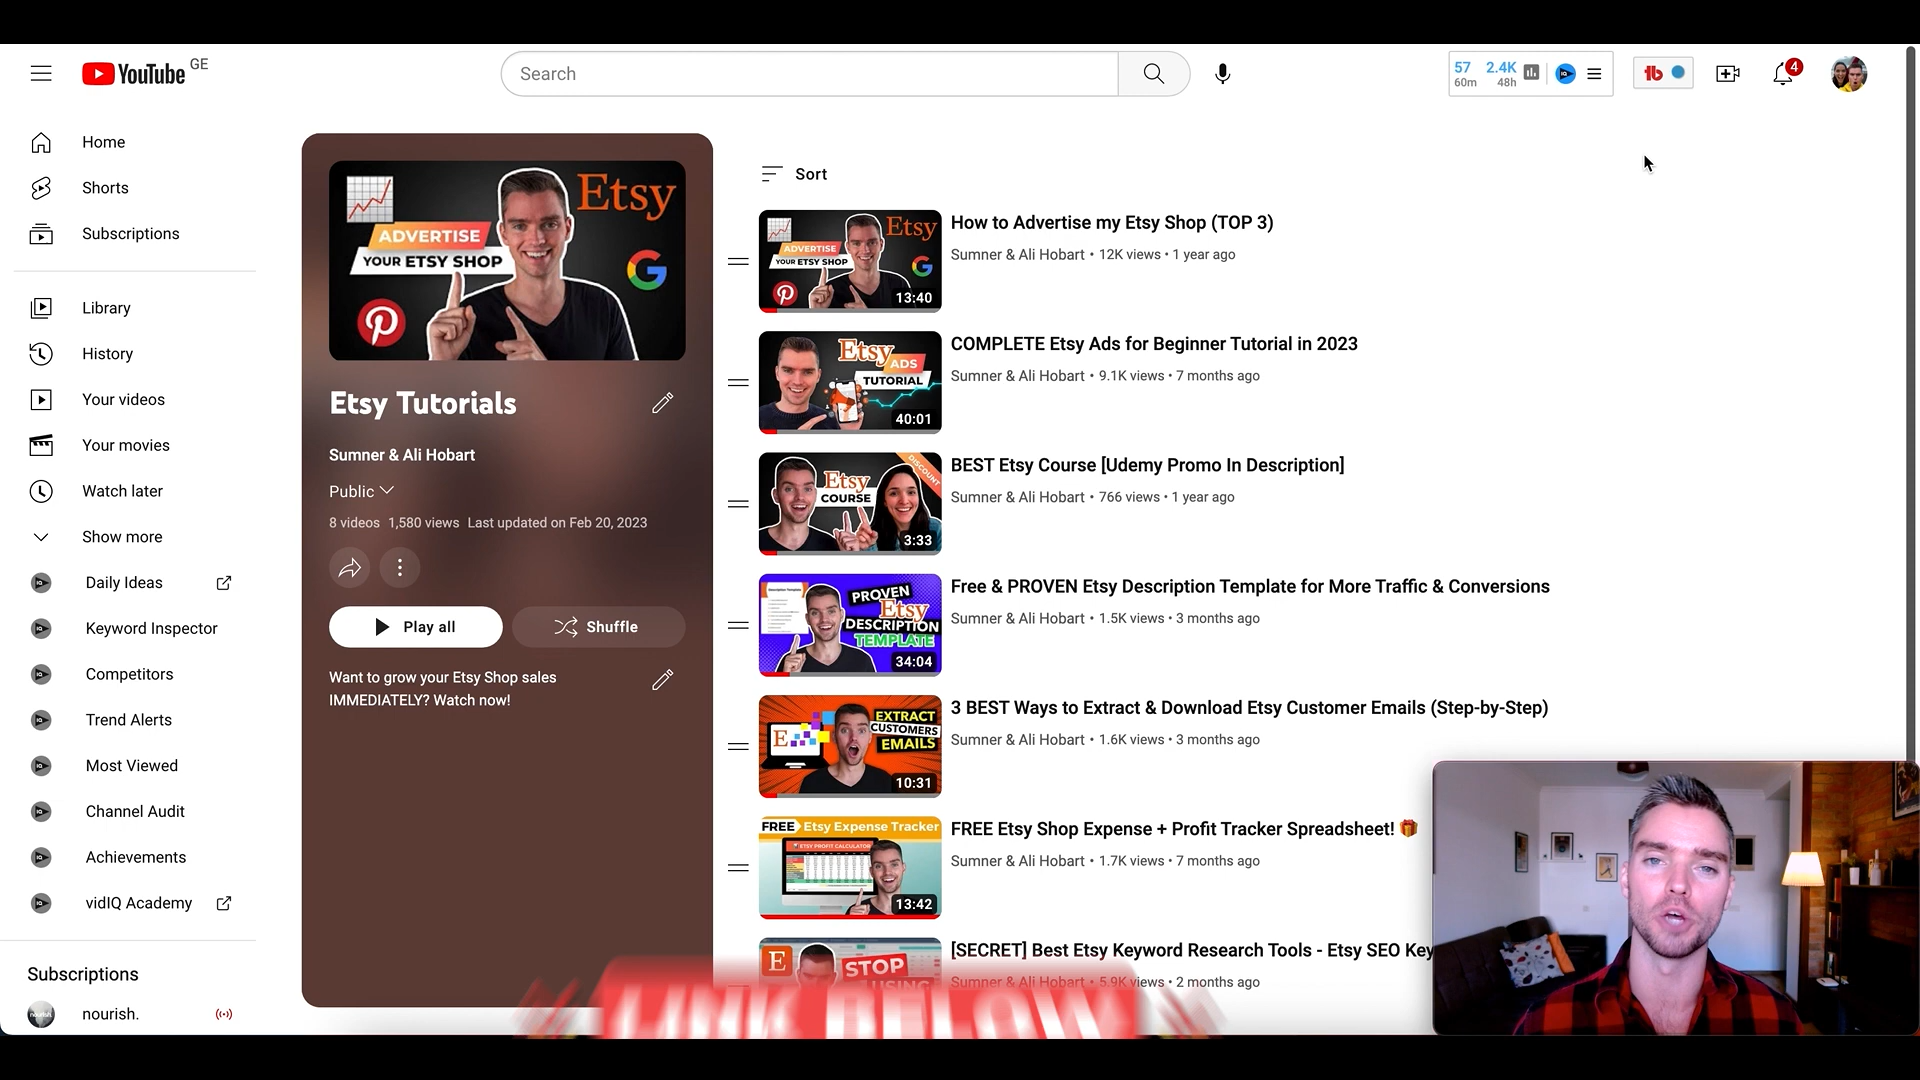 YouTube GE
Search
57 2.4K
60m 48h
4
Home
Shorts
Subscriptions
Library
History
Your videos
Your movies
Watch later
Show more
Daily Ideas
Keyword Inspector
Competitors
Trend Alerts
Most Viewed
Channel Audit
Achievements
vidIQ Academy
Subscriptions
nourish.
Etsy
ADVERTISE
YOUR ETSY SHOP
Etsy Tutorials
Sumner & Ali Hobart
Public
8 videos 1,580 views Last updated on Feb 20, 2023
Play all
Shuffle
Want to grow your Etsy Shop sales
IMMEDIATELY? Watch now!
Sort
Etsy
ADVERTISE
YOUR ETSY SHOP
13:40
How to Advertise my Etsy Shop (TOP 3)
Sumner & Ali Hobart • 12K views • 1 year ago
Etsy
ADS
TUTORIAL
40:01
COMPLETE Etsy Ads for Beginner Tutorial in 2023
Sumner & Ali Hobart • 9.1K views • 7 months ago
DISCOUNT
Etsy
COURSE
3:33
BEST Etsy Course [Udemy Promo In Description]
Sumner & Ali Hobart • 766 views • 1 year ago
PROVEN
Etsy
DESCRIPTION
TEMPLATE
34:04
Free & PROVEN Etsy Description Template for More Traffic & Conversions
Sumner & Ali Hobart • 1.5K views • 3 months ago
E
EXTRACT
CUSTOMERS
EMAILS
10:31
3 BEST Ways to Extract & Download Etsy Customer Emails (Step-by-Step)
Sumner & Ali Hobart • 1.6K views • 3 months ago
FREE Etsy Expense Tracker
ETSY PROFIT CALCULATOR
13:42
FREE Etsy Shop Expense + Profit Tracker Spreadsheet! 🎁
Sumner & Ali Hobart • 1.7K views • 7 months ago
E
STOP
USING
[SECRET] Best Etsy Keyword Research Tools - Etsy SEO Key
Sumner & Ali Hobart • 5.9K views • 2 months ago
LINK BELOW